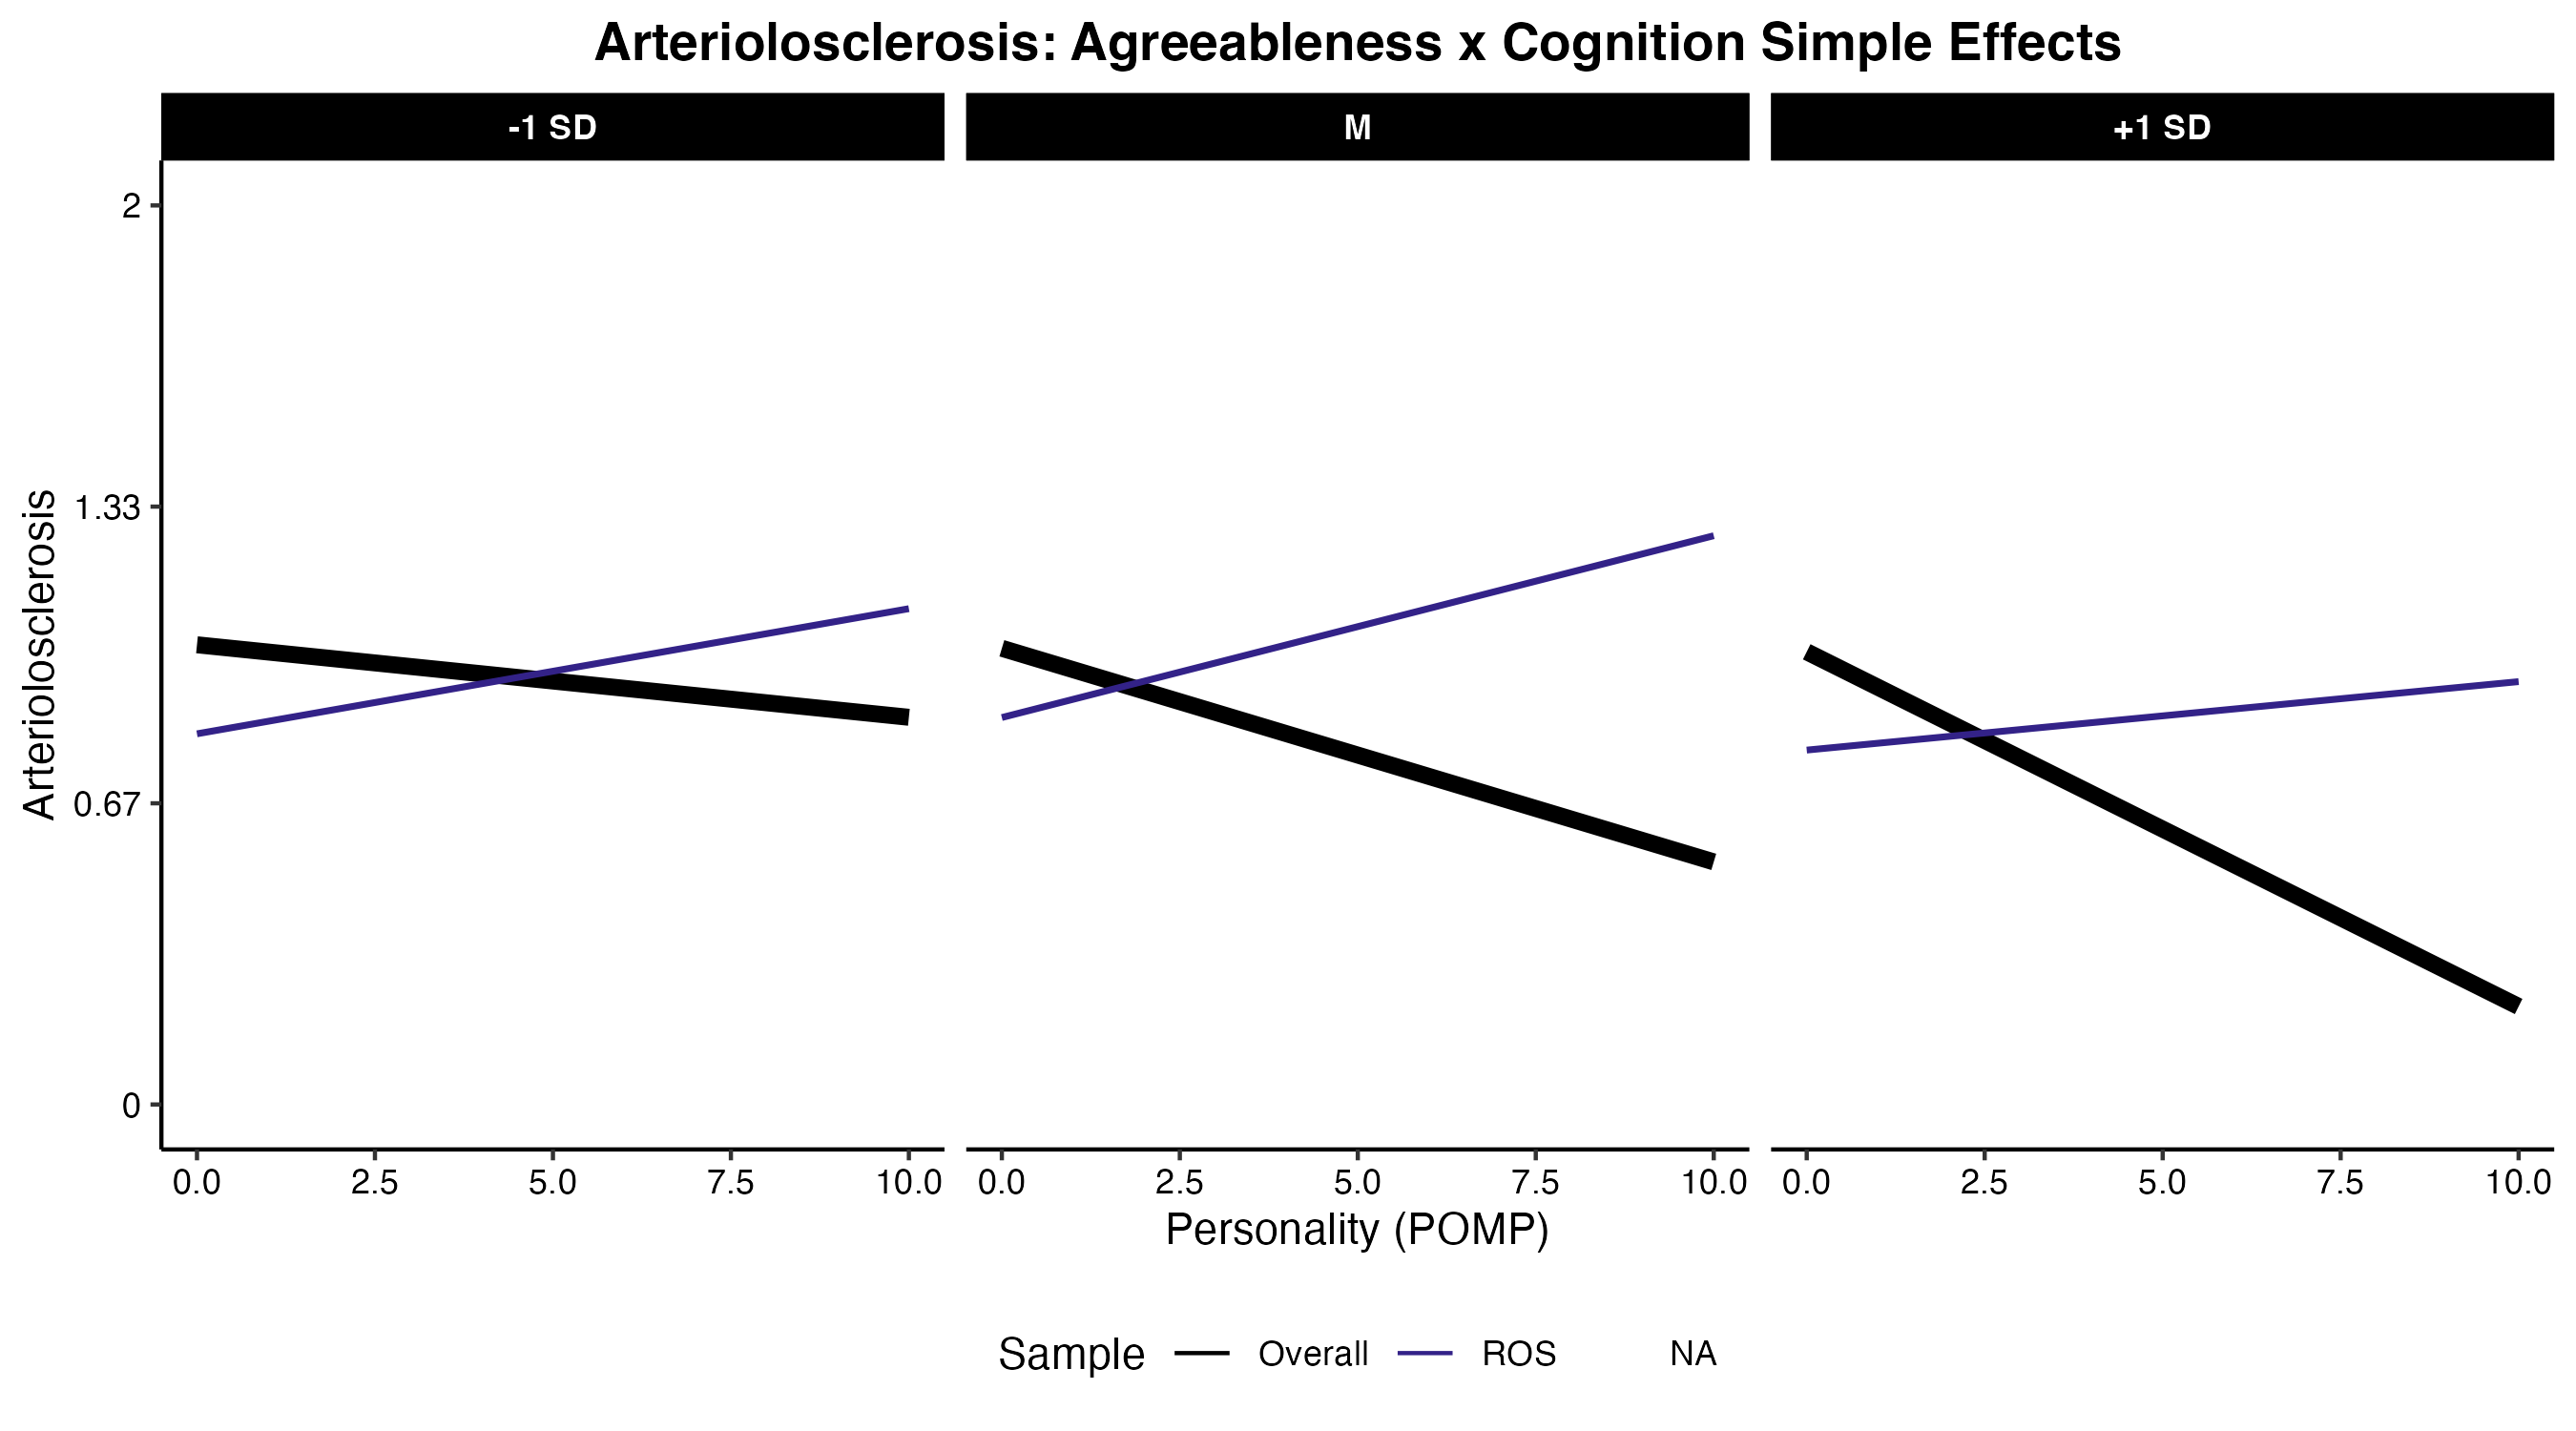 Arteriolosclerosis: Agreeableness x Cognition Simple Effects
-1 SD M +1 SD
2
1.33
0.67
0
Arteriolosclerosis
0.0 2.5 5.0 7.5 10.0 0.0 2.5 5.0 7.5 10.0 0.0 2.5 5.0 7.5 10.0
Personality (POMP)
Sample Overall ROS NA